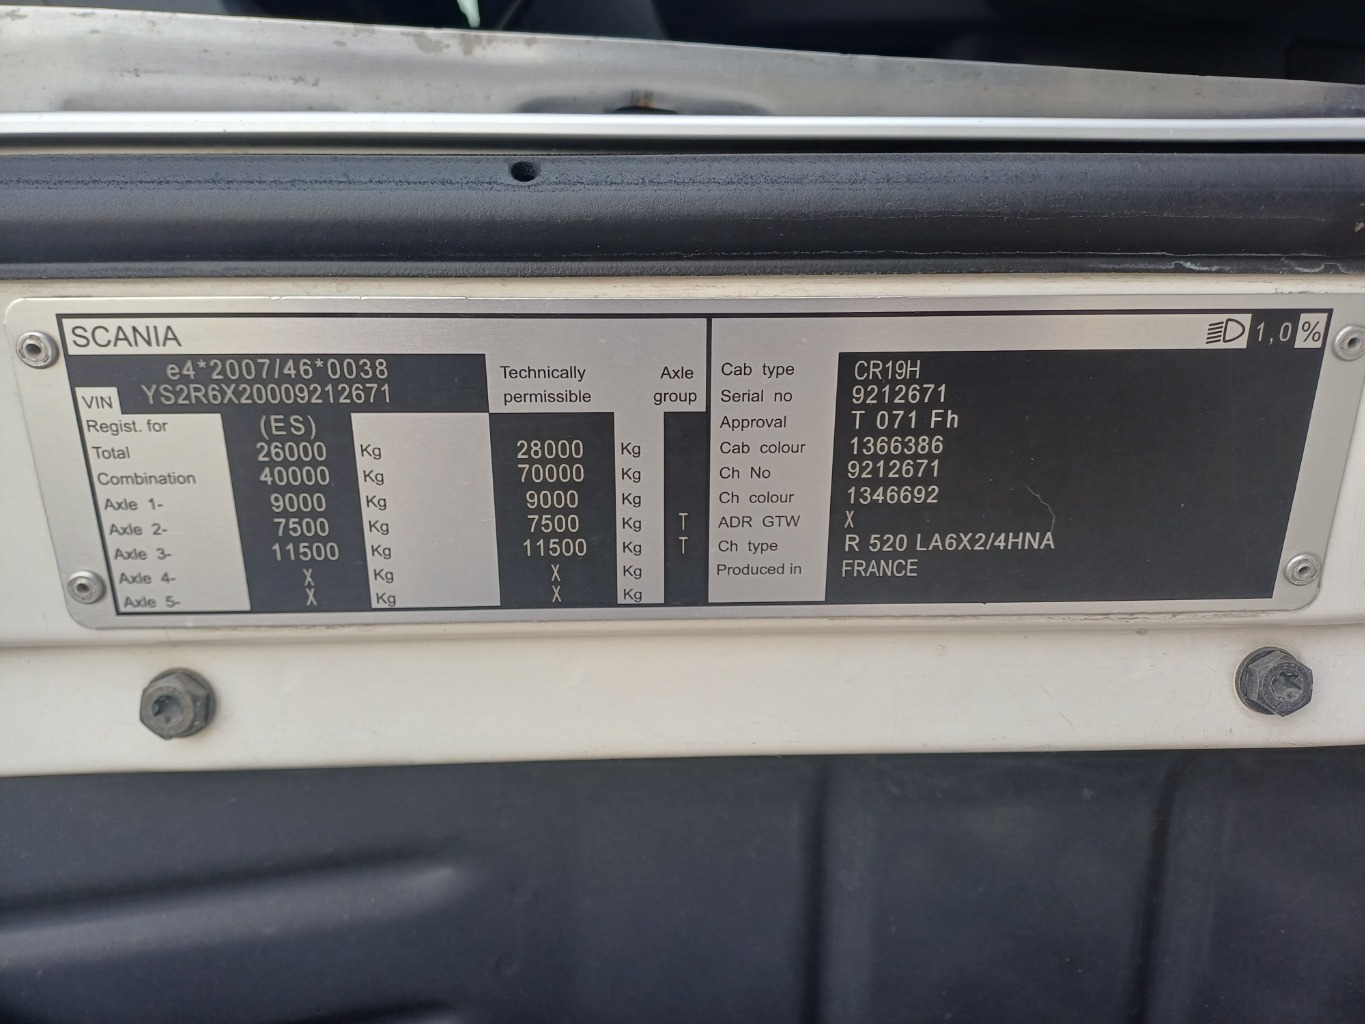 SCANIA
e4*2007/46*0038
VIN YS2R6X20009212671
Technically permissible
Axle group
Regist. for (ES)
Total 26000 Kg 28000 Kg
Combination 40000 Kg 70000 Kg
Axle 1- 9000 Kg 9000 Kg
Axle 2- 7500 Kg 7500 Kg T
Axle 3- 11500 Kg 11500 Kg T
Axle 4- X Kg X Kg
Axle 5- X Kg X Kg
1,0 %
Cab type CR19H
Serial no 9212671
Approval T 071 Fh
Cab colour 1366386
Ch No 9212671
Ch colour 1346692
ADR GTW X
Ch type R 520 LA6X2/4HNA
Produced in FRANCE